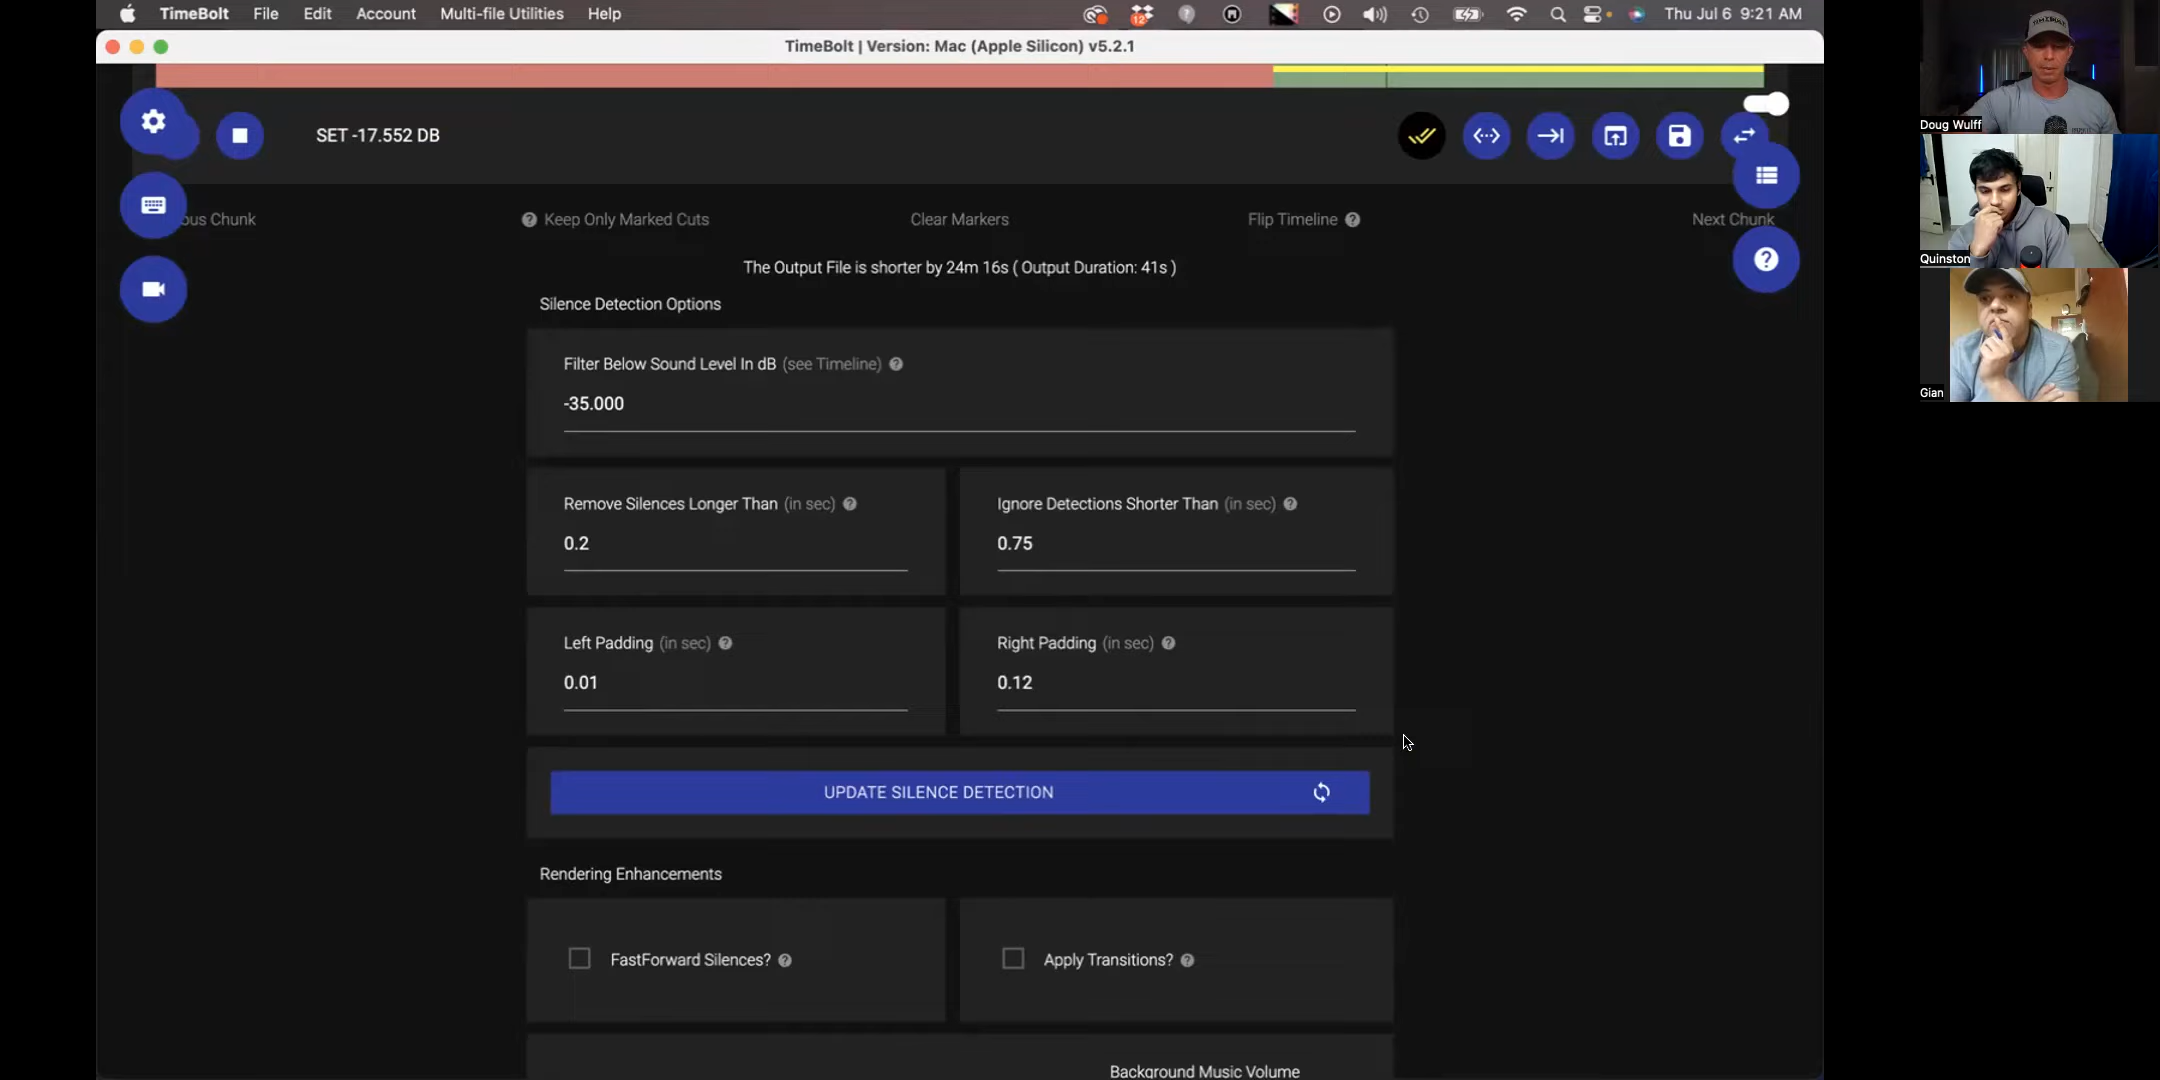 TimeBolt File Edit Account Multi-file Utilities Help 12 Thu Jul 6 9:21 AM
TimeBolt | Version: Mac (Apple Silicon) v5.2.1
SET -17.552 DB
ous Chunk Keep Only Marked Cuts Clear Markers Flip Timeline Next Chunk
The Output File is shorter by 24m 16s ( Output Duration: 41s )
Silence Detection Options
Filter Below Sound Level In dB (see Timeline)
-35.000
Remove Silences Longer Than (in sec) Ignore Detections Shorter Than (in sec)
0.2 0.75
Left Padding (in sec) Right Padding (in sec)
0.01 0.12
UPDATE SILENCE DETECTION
Rendering Enhancements
FastForward Silences? Apply Transitions?
Background Music Volume
Doug Wulff
Quinston
Gian